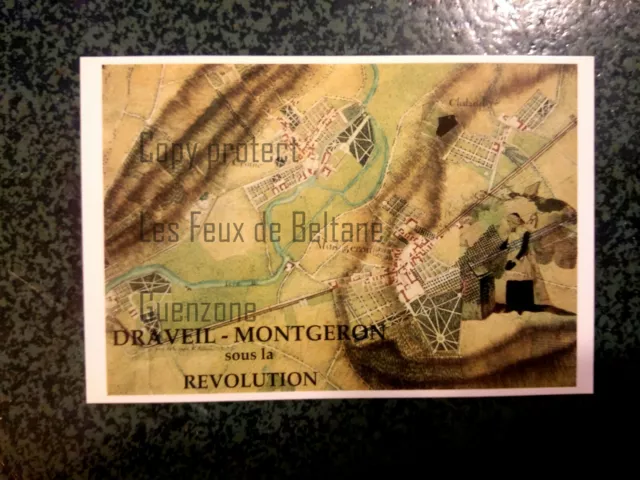 Copy protect
Les Feux de Beltane
Guenzone
DRAVEIL - MONTGERON
sous la
REVOLUTION